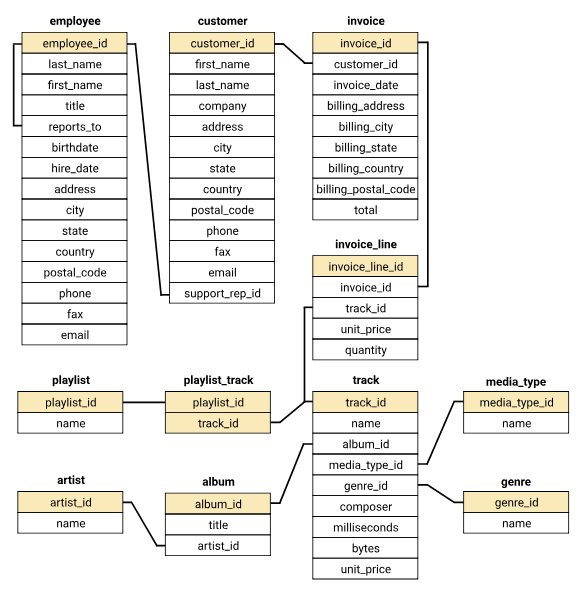 employee
employee_id
last_name
first_name
title
reports_to
birthdate
hire_date
address
city
state
country
postal_code
phone
fax
email
customer
customer_id
first_name
last_name
company
address
city
state
country
postal_code
phone
fax
email
support_rep_id
invoice
invoice_id
customer_id
invoice_date
billing_address
billing_city
billing_state
billing_country
billing_postal_code
total
invoice_line
invoice_line_id
invoice_id
track_id
unit_price
quantity
playlist
playlist_id
name
playlist_track
playlist_id
track_id
track
track_id
name
album_id
media_type_id
genre_id
composer
milliseconds
bytes
unit_price
media_type
media_type_id
name
artist
artist_id
name
album
album_id
title
artist_id
genre
genre_id
name